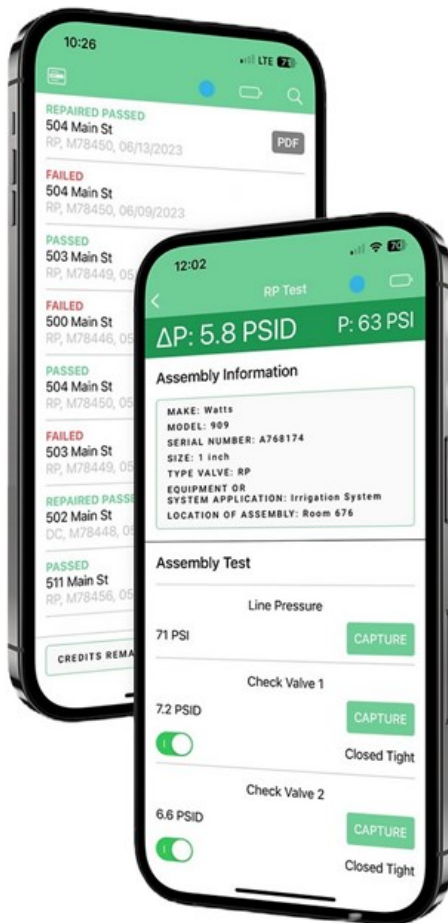 10:26
LTE 73
REPAIRED PASSED
504 Main St
RP, M78450, 06/13/2023
PDF
FAILED
504 Main St
RP, M78450, 06/09/2023
PASSED
503 Main St
RP, M78449, 05
FAILED
500 Main St
RP, M78446, 05
PASSED
504 Main St
RP, M78450, 05
FAILED
503 Main St
RP, M78449, 05
REPAIRED PASSE
502 Main St
DC, M78448, 05
PASSED
511 Main St
RP, M78456, 05
CREDITS REMA
12:02
70
RP Test
ΔP: 5.8 PSID
P: 63 PSI
Assembly Information
MAKE: Watts
MODEL: 909
SERIAL NUMBER: A768174
SIZE: 1 inch
TYPE VALVE: RP
EQUIPMENT OR
SYSTEM APPLICATION: Irrigation System
LOCATION OF ASSEMBLY: Room 676
Assembly Test
Line Pressure
71 PSI
CAPTURE
Check Valve 1
7.2 PSID
CAPTURE
Closed Tight
Check Valve 2
6.6 PSID
CAPTURE
Closed Tight